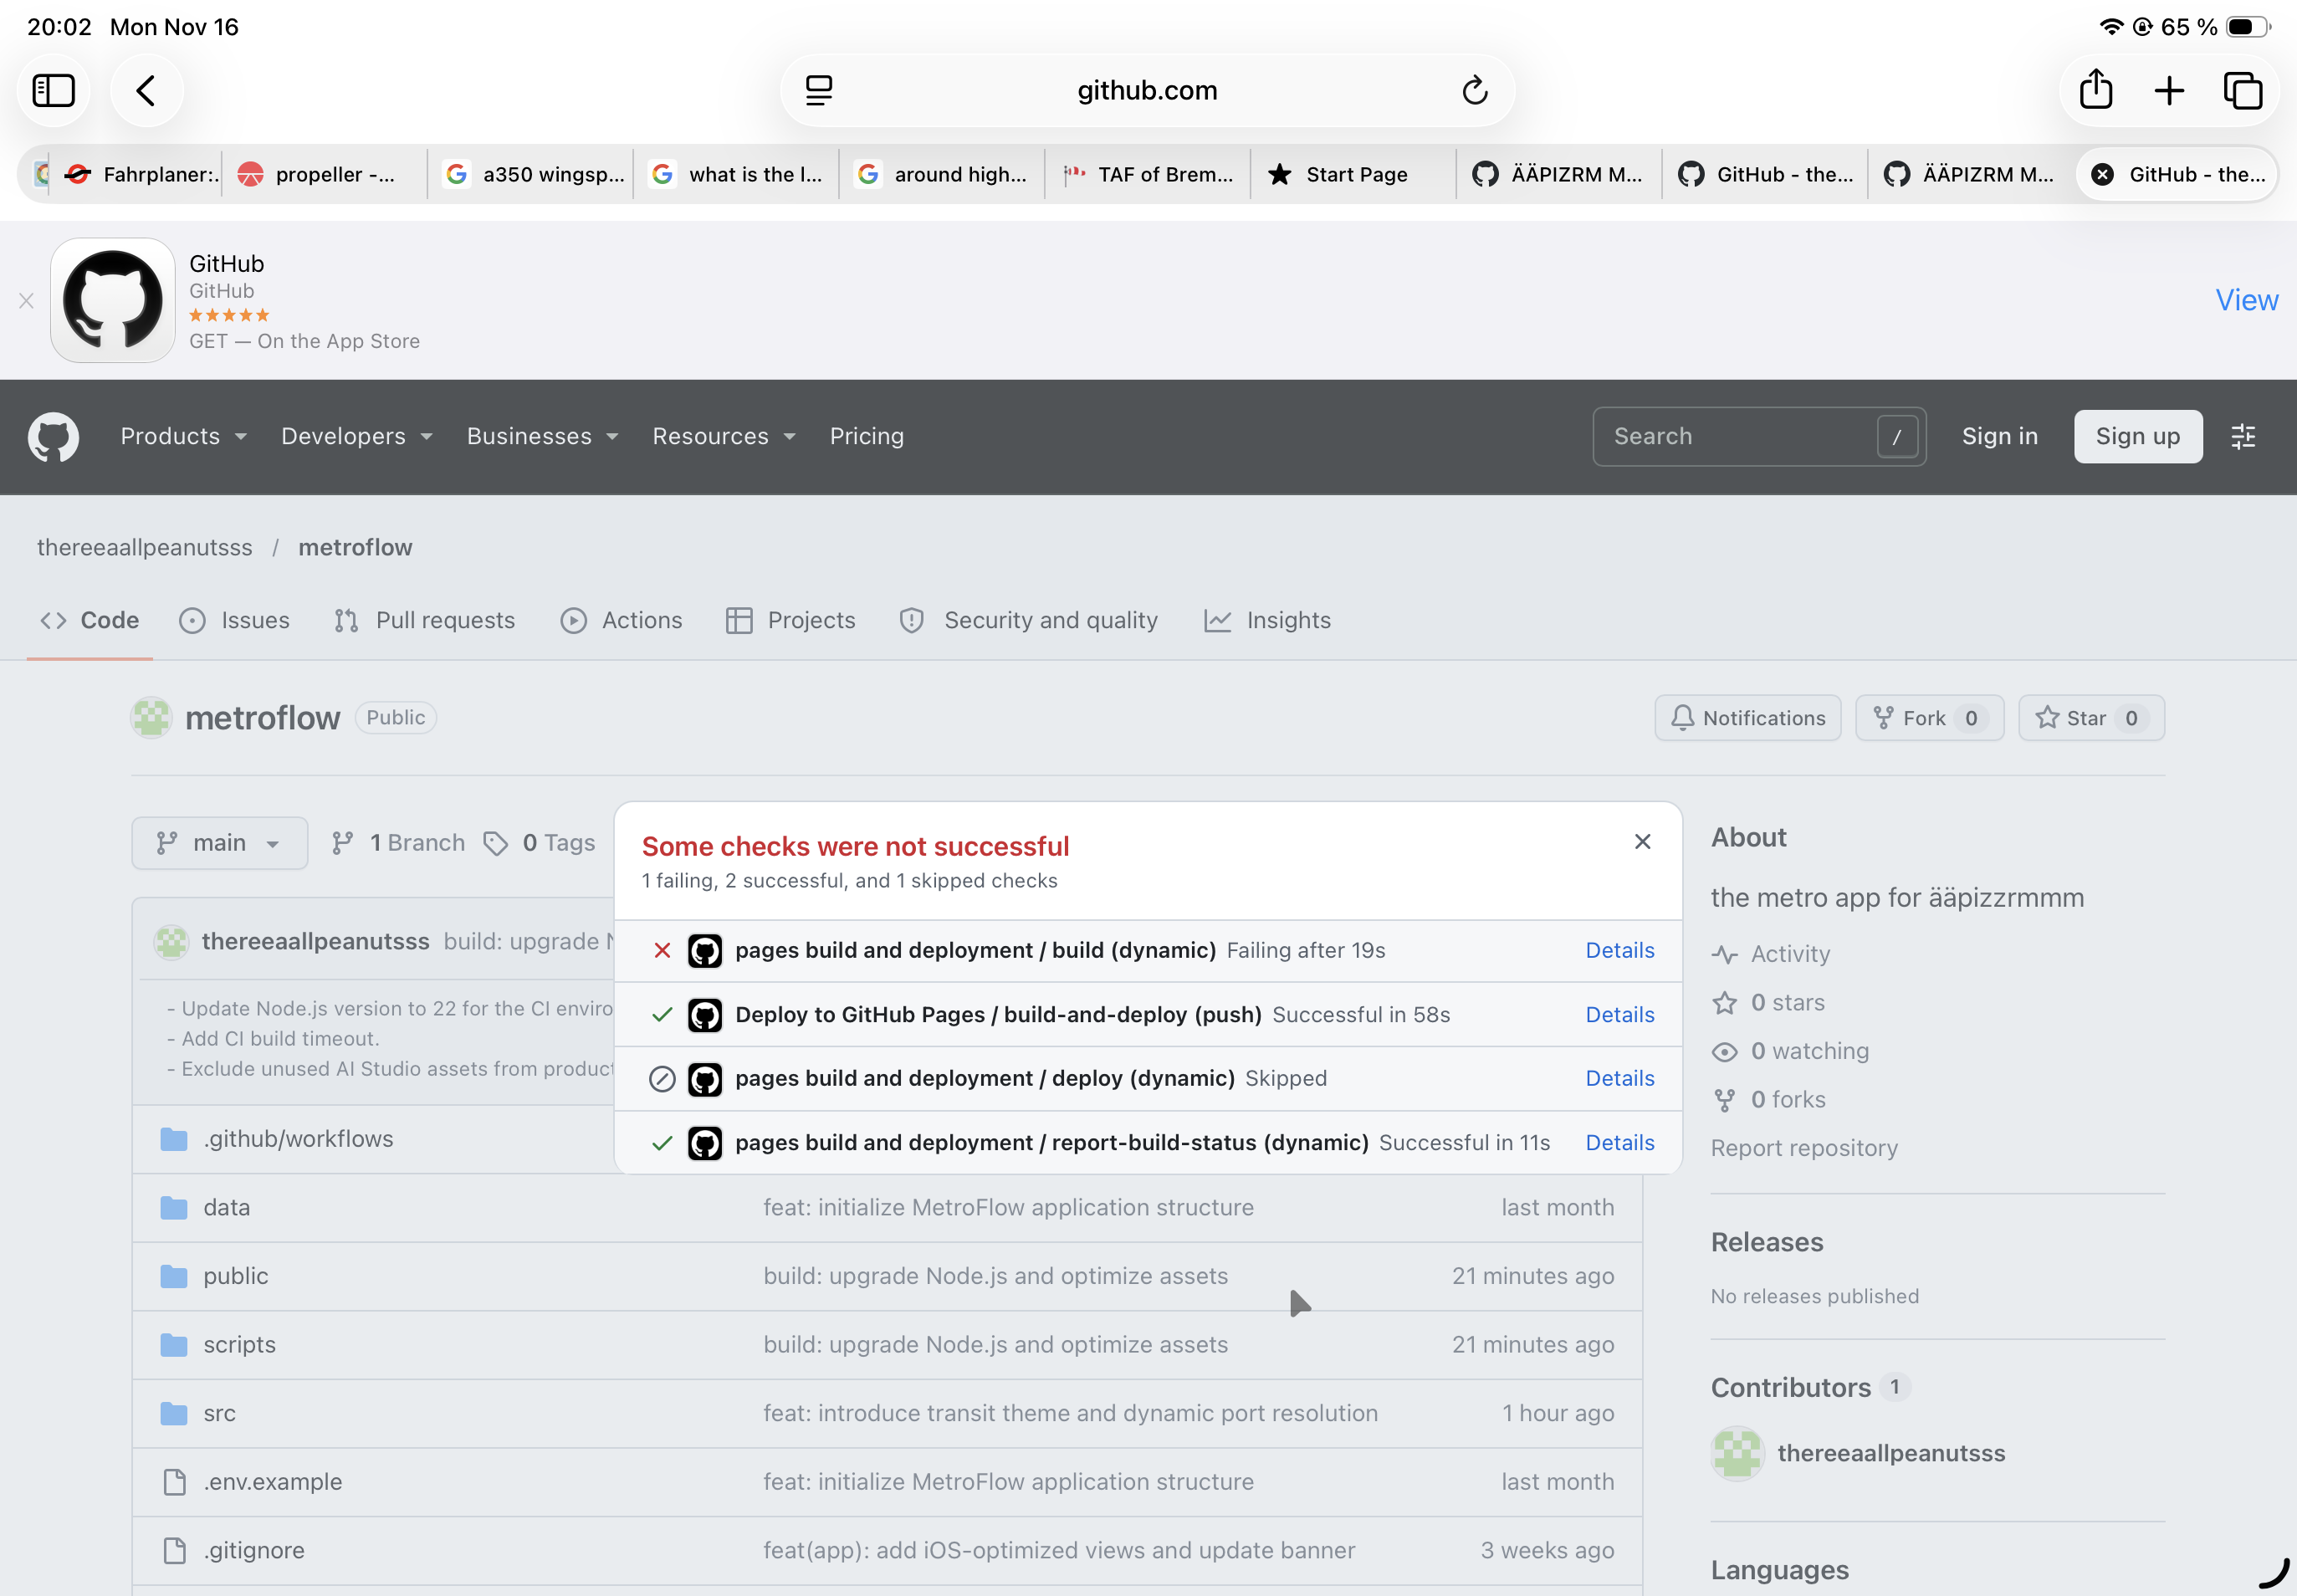 20:02 Mon Nov 16
65 %
github.com
Fahrplaner:.
propeller -...
a350 wingsp...
what is the l...
around high...
TAF of Brem...
Start Page
ÄÄPIZRM M...
GitHub - the...
ÄÄPIZRM M...
GitHub - the...
GitHub
GitHub
GET — On the App Store
View
Products
Developers
Businesses
Resources
Pricing
Search /
Sign in
Sign up
thereeaallpeanutsss / metroflow
Code
Issues
Pull requests
Actions
Projects
Security and quality
Insights
metroflow Public
Notifications
Fork 0
Star 0
main
1 Branch
0 Tags
Some checks were not successful
1 failing, 2 successful, and 1 skipped checks
pages build and deployment / build (dynamic) Failing after 19s Details
Deploy to GitHub Pages / build-and-deploy (push) Successful in 58s Details
pages build and deployment / deploy (dynamic) Skipped Details
pages build and deployment / report-build-status (dynamic) Successful in 11s Details
thereeaallpeanutsss build: upgrade
- Update Node.js version to 22 for the CI enviro
- Add CI build timeout.
- Exclude unused AI Studio assets from product
.github/workflows
data feat: initialize MetroFlow application structure last month
public build: upgrade Node.js and optimize assets 21 minutes ago
scripts build: upgrade Node.js and optimize assets 21 minutes ago
src feat: introduce transit theme and dynamic port resolution 1 hour ago
.env.example feat: initialize MetroFlow application structure last month
.gitignore feat(app): add iOS-optimized views and update banner 3 weeks ago
About
the metro app for ääpizzrmmm
Activity
0 stars
0 watching
0 forks
Report repository
Releases
No releases published
Contributors 1
thereeaallpeanutsss
Languages